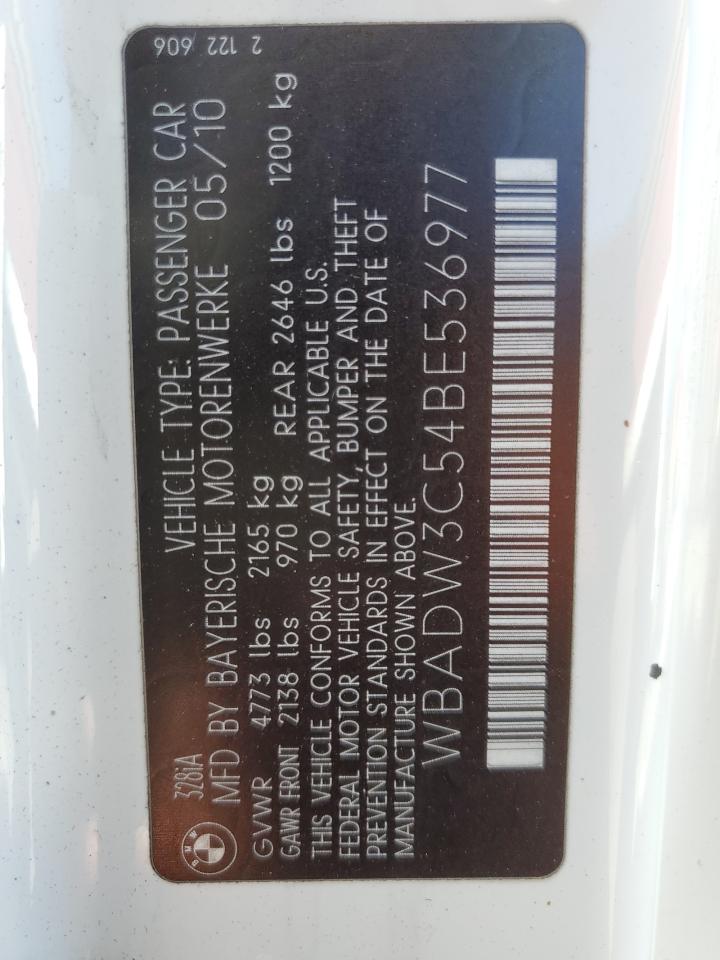 328iA
2 122 606
VEHICLE TYPE: PASSENGER CAR
MFD BY BAYERISCHE MOTORENWERKE 05/10
GVWR 4773 lbs 2165 kg
GAWR FRONT 2138 lbs 970 kg REAR 2646 lbs 1200 kg
THIS VEHICLE CONFORMS TO ALL APPLICABLE U.S.
FEDERAL MOTOR VEHICLE SAFETY, BUMPER AND THEFT
PREVENTION STANDARDS IN EFFECT ON THE DATE OF
MANUFACTURE SHOWN ABOVE.
WBADW3C54BE536977
BMW